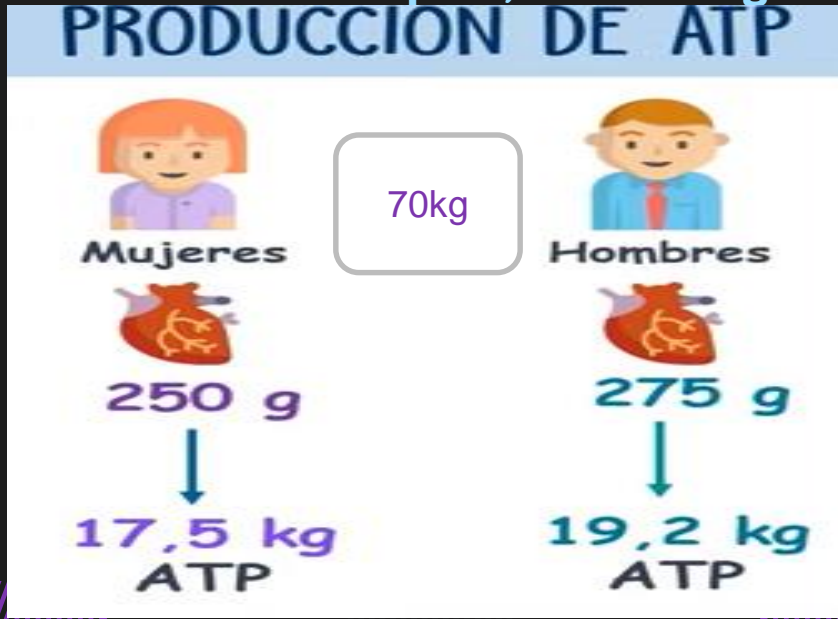 PRODUCCION DE ATP
70kg
Mujeres
Hombres
250 g
275 g
17,5 kg
19,2 kg
ATP
ATP